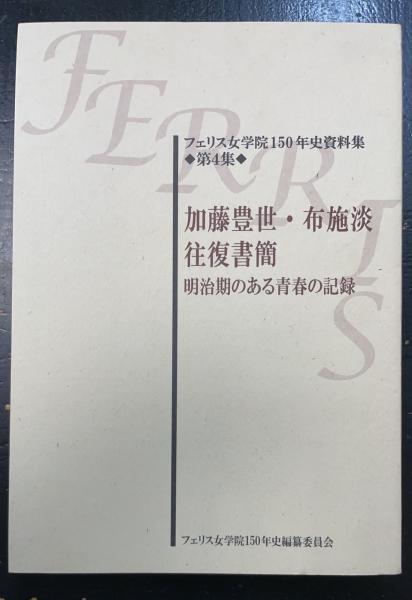 FERRIS
フェリス女学院150年史資料集
◆第4集◆
加藤豊世・布施淡
往復書簡
明治期のある青春の記録
フェリス女学院150年史編纂委員会